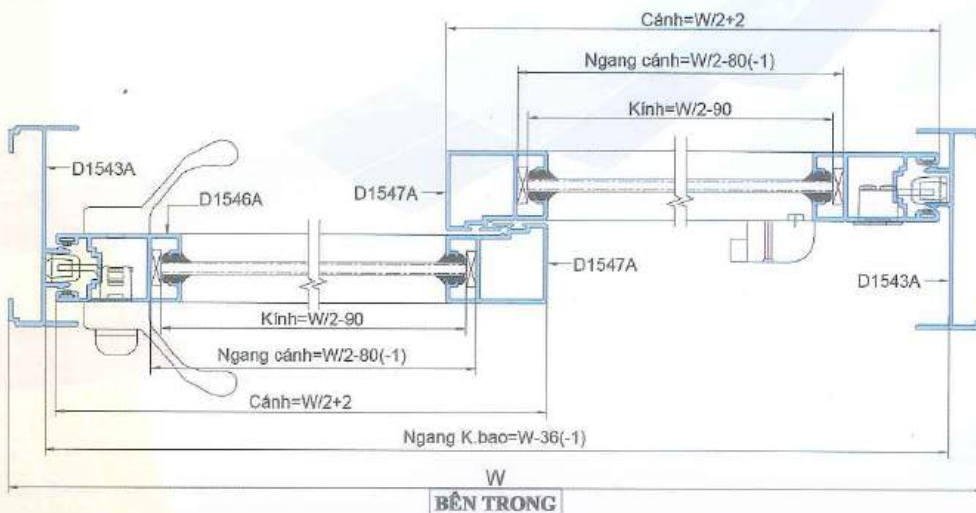 Cánh=W/2+2
Ngang cánh=W/2-80(-1)
Kính=W/2-90
D1543A
D1547A
D1546A
D1547A
D1543A
Kính=W/2-90
Ngang cánh=W/2-80(-1)
Cánh=W/2+2
Ngang K.bao=W-36(-1)
W
BÊN TRONG